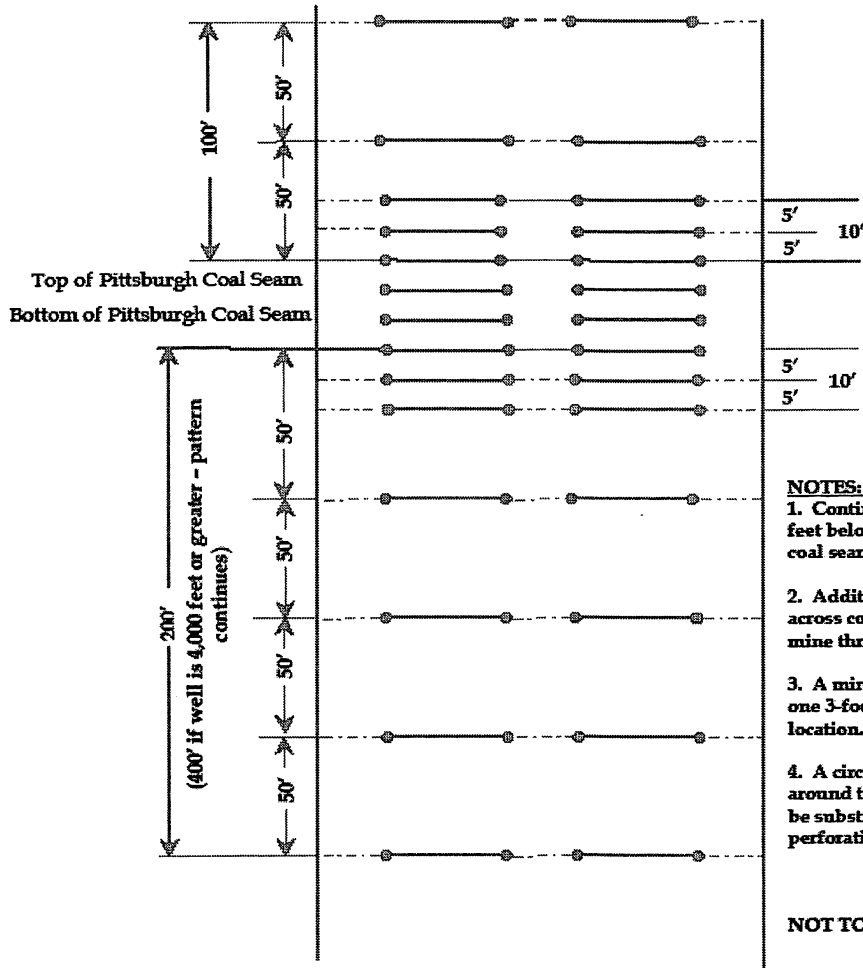 100'
50'
50'
5'
10'
5'
Top of Pittsburgh Coal Seam
Bottom of Pittsburgh Coal Seam
5'
10'
5'
200'
(400' if well is 4,000 feet or greater – pattern
continues)
50'
50'
50'
50'
NOTES:
1. Contin
feet belo
coal sear
2. Addit
across co
mine thr
3. A mir
one 3-foo
location.
4. A circ
around t
be subst
perforati
NOT TC